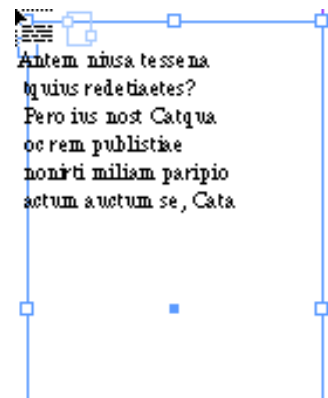 Antem niusa tessena
tquius redetiaetes?
Pero ius nost Catqua
oc rem publistiae
nonirti miliam paripio
actum auctum se, Cata